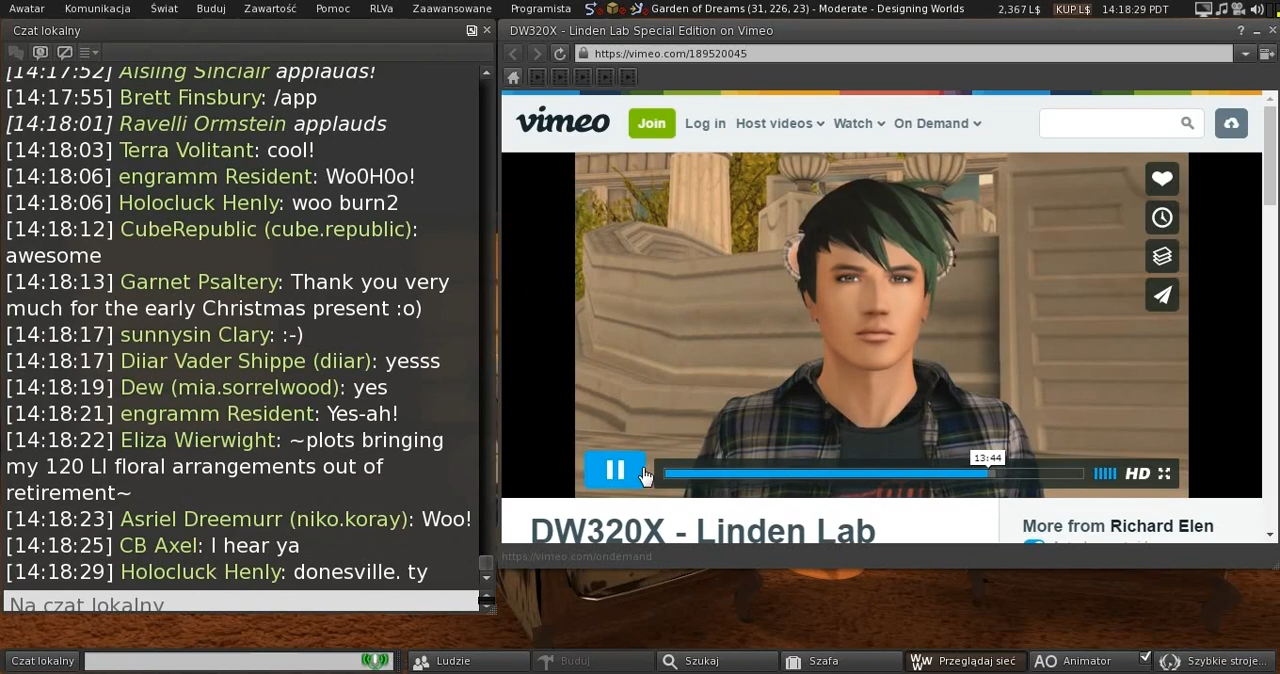 Awatar Komunikacja Świat Buduj Zawartość Pomoc RLVa Zaawansowane Programista Garden of Dreams (31, 226, 23) - Moderate - Designing Worlds 2,367 L$ KUP L$ 14:18:29 PDT
Czat lokalny
[14:17:52] Aisling Sinclair applauds!
[14:17:55] Brett Finsbury: /app
[14:18:01] Ravelli Ormstein applauds
[14:18:03] Terra Volitant: cool!
[14:18:06] engramm Resident: Wo0H0o!
[14:18:06] Holocluck Henly: woo burn2
[14:18:12] CubeRepublic (cube.republic):
awesome
[14:18:13] Garnet Psaltery: Thank you very
much for the early Christmas present :o)
[14:18:17] sunnysin Clary: :-)
[14:18:17] Diiar Vader Shippe (diiar): yesss
[14:18:19] Dew (mia.sorrelwood): yes
[14:18:21] engramm Resident: Yes-ah!
[14:18:22] Eliza Wierwight: ~plots bringing
my 120 LI floral arrangements out of
retirement~
[14:18:23] Asriel Dreemurr (niko.koray): Woo!
[14:18:25] CB Axel: I hear ya
[14:18:29] Holocluck Henly: donesville. ty
Na czat lokalny
DW320X - Linden Lab Special Edition on Vimeo
https://vimeo.com/189520045
vimeo Join Log in Host videos Watch On Demand
13:44
HD
DW320X - Linden Lab
More from Richard Elen
https://vimeo.com/ondemand
Czat lokalny Ludzie Buduj Szukaj Szafa WWW Przeglądaj sieć AO Animator Szybkie stroje...